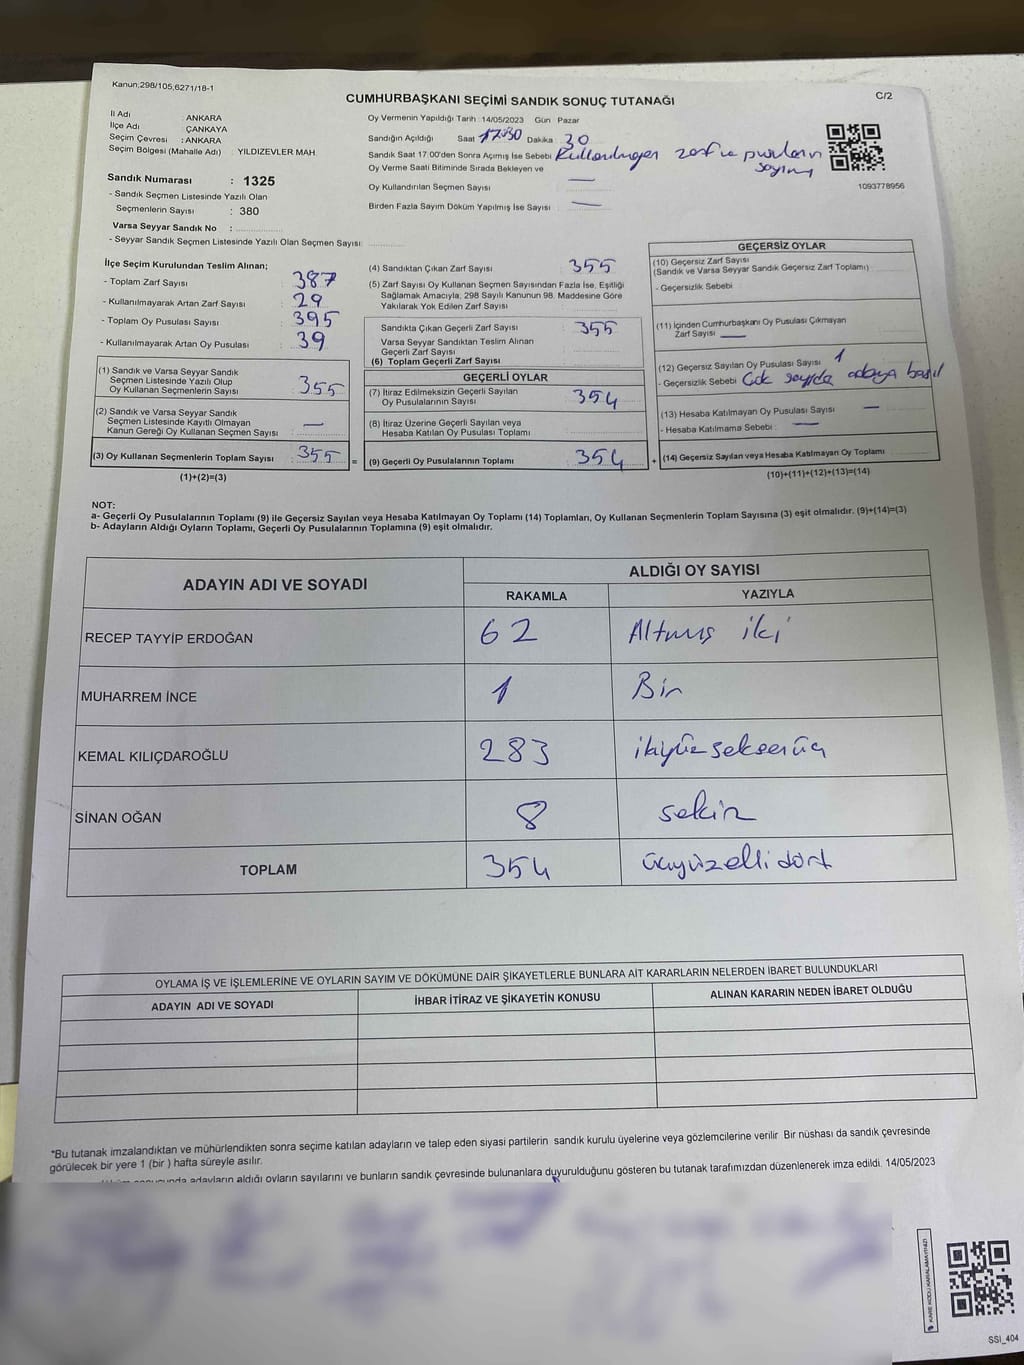 Kanun:298/105,6271/18-1
C/2
CUMHURBAŞKANI SEÇİMİ SANDIK SONUÇ TUTANAĞI
İl Adı : ANKARA
İlçe Adı : ÇANKAYA
Seçim Çevresi : ANKARA
Seçim Bölgesi (Mahalle Adı) : YILDIZEVLER MAH.
Sandık Numarası : 1325
- Sandık Seçmen Listesinde Yazılı Olan
Seçmenlerin Sayısı : 380
Varsa Seyyar Sandık No :
- Seyyar Sandık Seçmen Listesinde Yazılı Olan Seçmen Sayısı:
Oy Vermenin Yapıldığı Tarih :14/05/2023 Gün Pazar
Sandığın Açıldığı Saat 17:30 Dakika 30
Sandık Saat 17:00'den Sonra Açılmış İse Sebebi Kullanılmayan zarf ve pusulanın
sayımı
Oy Verme Saati Bitiminde Sırada Bekleyen ve
Oy Kullandırılan Seçmen Sayısı —
Birden Fazla Sayım Döküm Yapılmış İse Sayısı —
1093778956
İlçe Seçim Kurulundan Teslim Alınan;
- Toplam Zarf Sayısı : 387
- Kullanılmayarak Artan Zarf Sayısı : 29
- Toplam Oy Pusulası Sayısı : 395
- Kullanılmayarak Artan Oy Pusulası : 39
(1) Sandık ve Varsa Seyyar Sandık
Seçmen Listesinde Yazılı Olup
Oy Kullanan Seçmenlerin Sayısı : 355
(2) Sandık ve Varsa Seyyar Sandık
Seçmen Listesinde Kayıtlı Olmayan
Kanun Gereği Oy Kullanan Seçmen Sayısı : —
(3) Oy Kullanan Seçmenlerin Toplam Sayısı : 355 =
(1)+(2)=(3)
(4) Sandıktan Çıkan Zarf Sayısı 355
(5) Zarf Sayısı Oy Kullanan Seçmen Sayısından Fazla İse, Eşitliği
Sağlamak Amacıyla, 298 Sayılı Kanunun 98. Maddesine Göre
Yakılarak Yok Edilen Zarf Sayısı
Sandıkta Çıkan Geçerli Zarf Sayısı 355
Varsa Seyyar Sandıktan Teslim Alınan
Geçerli Zarf Sayısı
(6) Toplam Geçerli Zarf Sayısı
GEÇERLİ OYLAR
(7) İtiraz Edilmeksizin Geçerli Sayılan
Oy Pusulalarının Sayısı 354
(8) İtiraz Üzerine Geçerli Sayılan veya
Hesaba Katılan Oy Pusulası Toplamı
(9) Geçerli Oy Pusulalarının Toplamı 354 +
GEÇERSİZ OYLAR
(10) Geçersiz Zarf Sayısı
(Sandık ve Varsa Seyyar Sandık Geçersiz Zarf Toplamı)
- Geçersizlik Sebebi
(11) İçinden Cumhurbaşkanı Oy Pusulası Çıkmayan
Zarf Sayısı —
(12) Geçersiz Sayılan Oy Pusulası Sayısı 1
- Geçersizlik Sebebi Çok sayıda adaya basıl
(13) Hesaba Katılmayan Oy Pusulası Sayısı —
- Hesaba Katılmama Sebebi : —
(14) Geçersiz Sayılan veya Hesaba Katılmayan Oy Toplamı
(10)+(11)+(12)+(13)=(14)
NOT:
a- Geçerli Oy Pusulalarının Toplamı (9) ile Geçersiz Sayılan veya Hesaba Katılmayan Oy Toplamı (14) Toplamları, Oy Kullanan Seçmenlerin Toplam Sayısına (3) eşit olmalıdır. (9)+(14)=(3)
b- Adayların Aldığı Oyların Toplamı, Geçerli Oy Pusulalarının Toplamına (9) eşit olmalıdır.
ADAYIN ADI VE SOYADI ALDIĞI OY SAYISI
RAKAMLA YAZIYLA
RECEP TAYYİP ERDOĞAN 62 Altmış iki
MUHARREM İNCE 1 Bir
KEMAL KILIÇDAROĞLU 283 ikiyüzseksenüç
SİNAN OĞAN 8 sekiz
TOPLAM 354 üçyüzellidört
OYLAMA İŞ VE İŞLEMLERİNE VE OYLARIN SAYIM VE DÖKÜMÜNE DAİR ŞİKAYETLERLE BUNLARA AİT KARARLARIN NELERDEN İBARET BULUNDUKLARI
ADAYIN ADI VE SOYADI İHBAR İTİRAZ VE ŞİKAYETİN KONUSU ALINAN KARARIN NEDEN İBARET OLDUĞU
*Bu tutanak imzalandıktan ve mühürlendikten sonra seçime katılan adayların ve talep eden siyasi partilerin sandık kurulu üyelerine veya gözlemcilerine verilir Bir nüshası da sandık çevresinde
görülecek bir yere 1 (bir ) hafta süreyle asılır.
adayların aldığı oyların sayılarını ve bunların sandık çevresinde bulunanlara duyurulduğunu gösteren bu tutanak tarafımızdan düzenlenerek imza edildi. 14/05/2023
KARE KODU KARALAMAYINIZ!
SSI_404